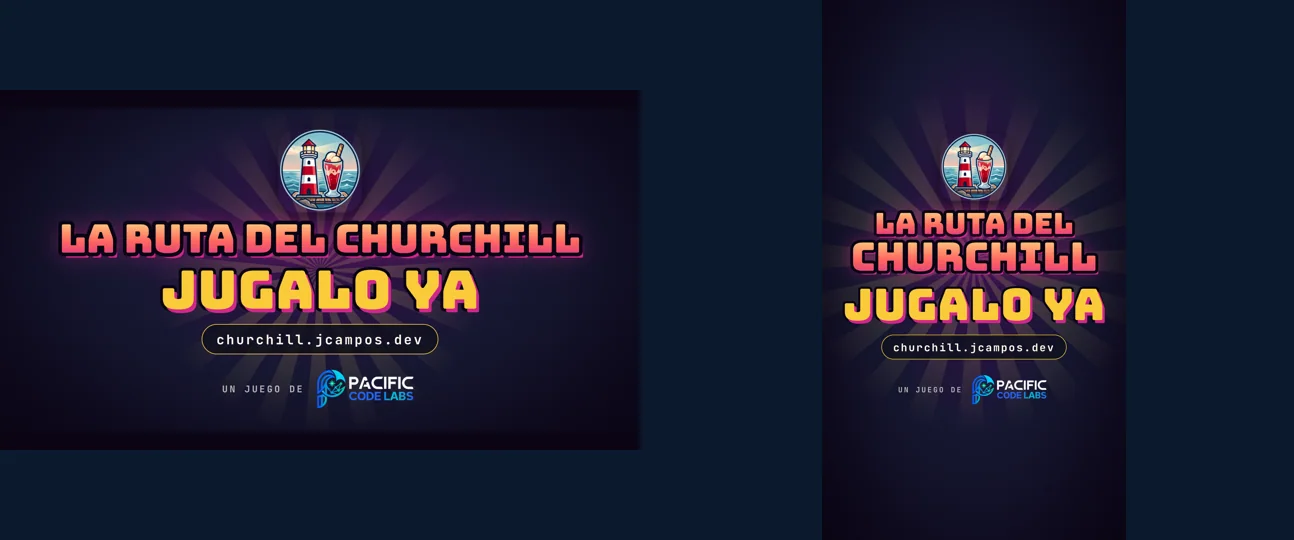 LA RUTA DEL CHURCHILL
JUGALO YA
churchill.jcampos.dev
UN JUEGO DE
PACIFIC
CODE LABS
LA RUTA DEL
CHURCHILL
JUGALO YA
churchill.jcampos.dev
UN JUEGO DE
PACIFIC
CODE LABS